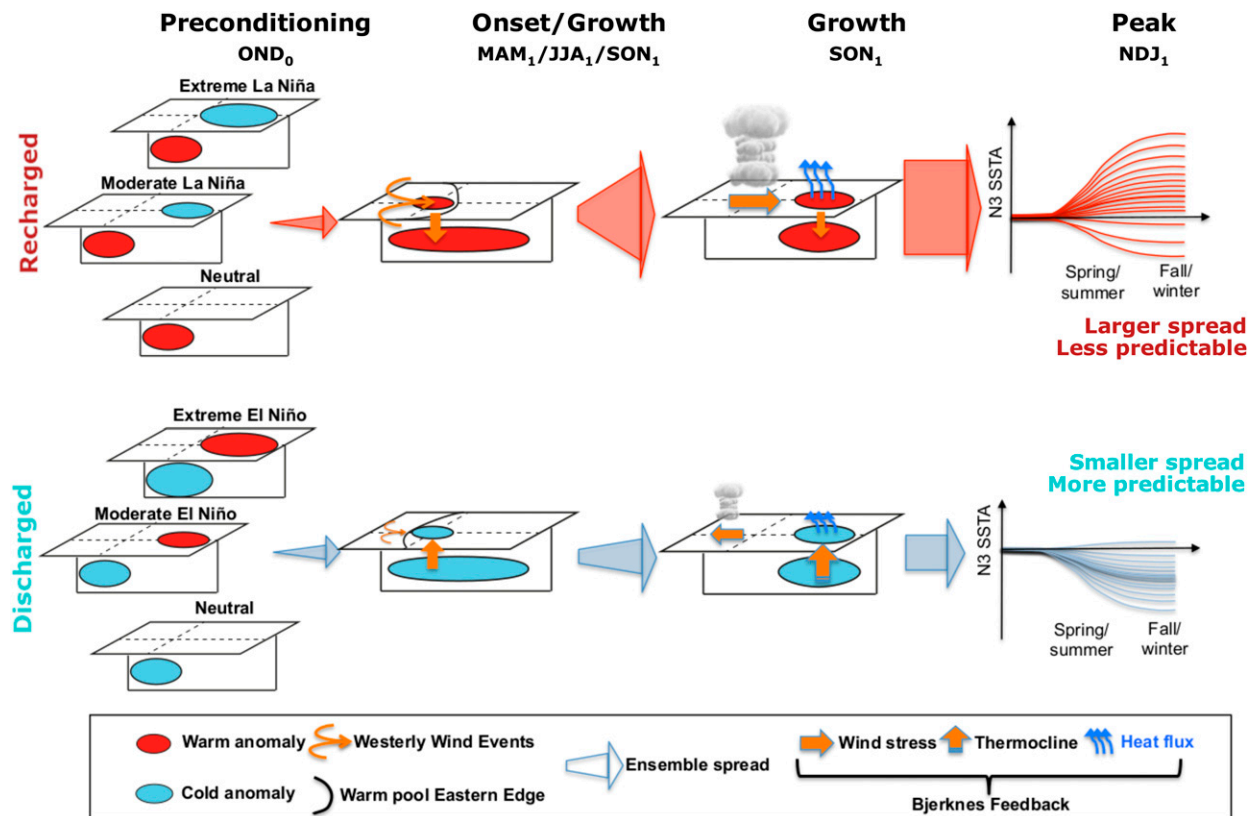 Preconditioning
OND0
Onset/Growth
MAM1/JJA1/SON1
Growth
SON1
Peak
NDJ1
Recharged
Extreme La Niña
Moderate La Niña
Neutral
N3 SSTA
Spring/
summer
Fall/
winter
Larger spread
Less predictable
Discharged
Extreme El Niño
Moderate El Niño
Neutral
Smaller spread
More predictable
N3 SSTA
Spring/
summer
Fall/
winter
Warm anomaly
Westerly Wind Events
Cold anomaly
Warm pool Eastern Edge
Ensemble spread
Wind stress
Thermocline
Heat flux
Bjerknes Feedback